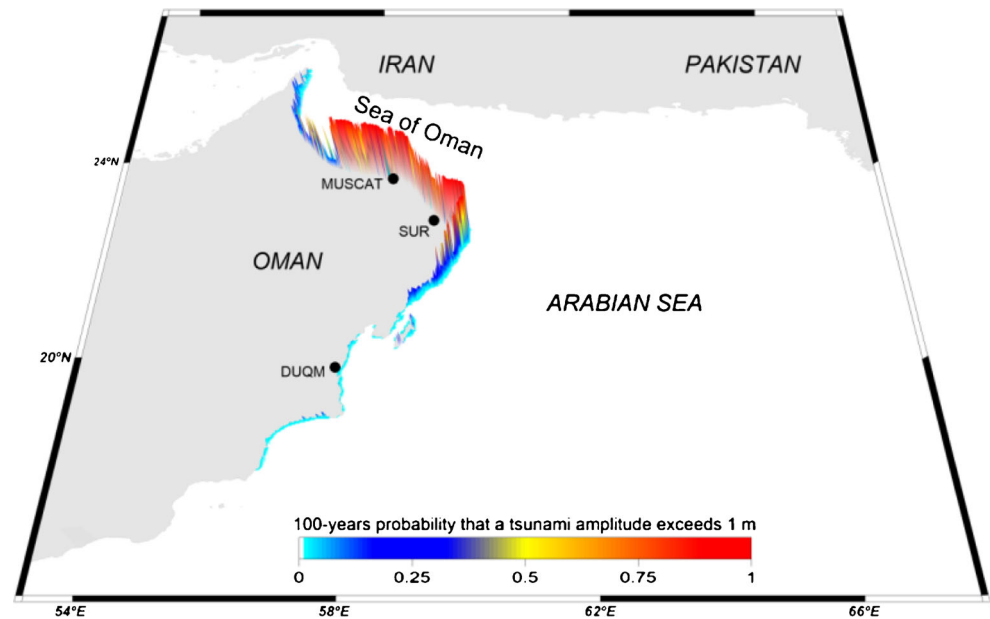 IRAN
PAKISTAN
Sea of Oman
24°N
MUSCAT
SUR
OMAN
ARABIAN SEA
20°N
DUQM
100-years probability that a tsunami amplitude exceeds 1 m
0 0.25 0.5 0.75 1
54°E 58°E 62°E 66°E